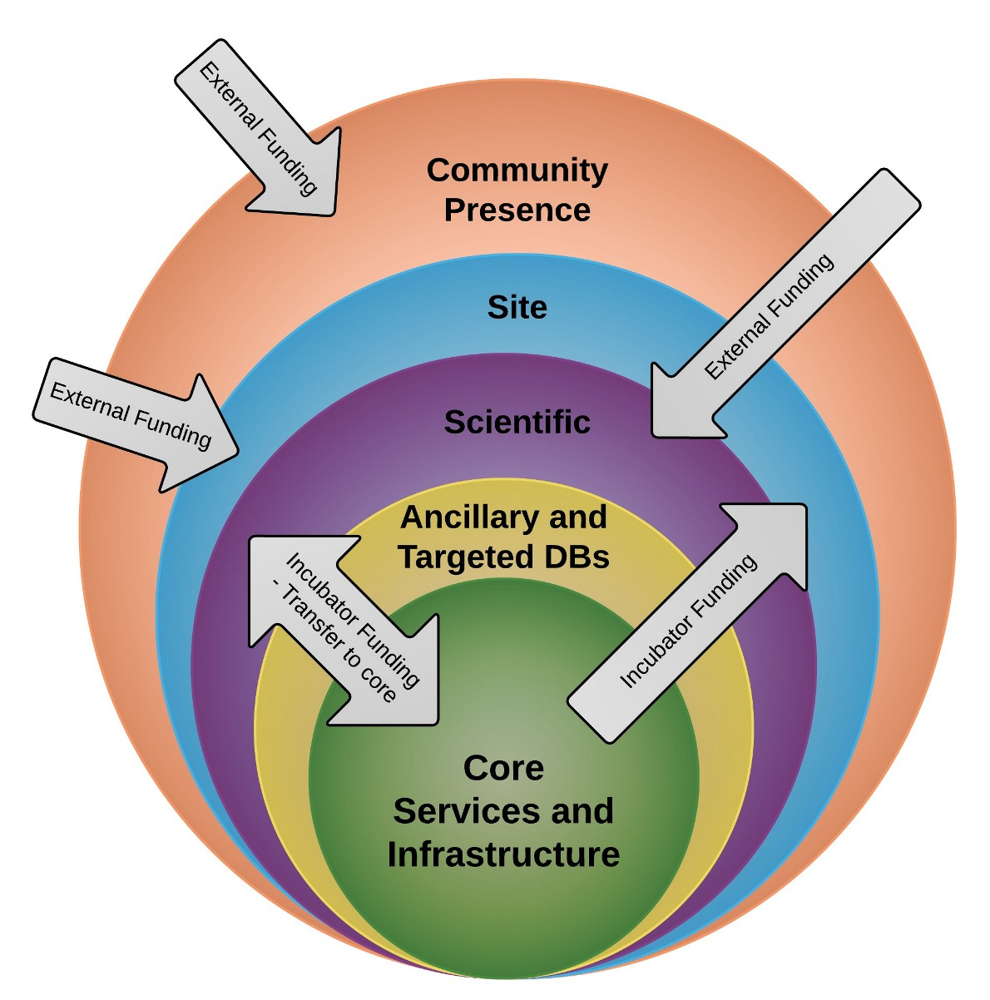 External Funding
Community
Presence
External Funding
Site
External Funding
Scientific
Ancillary and
Targeted DBs
Incubator Funding
- Transfer to core
Incubator Funding
Core
Services and
Infrastructure